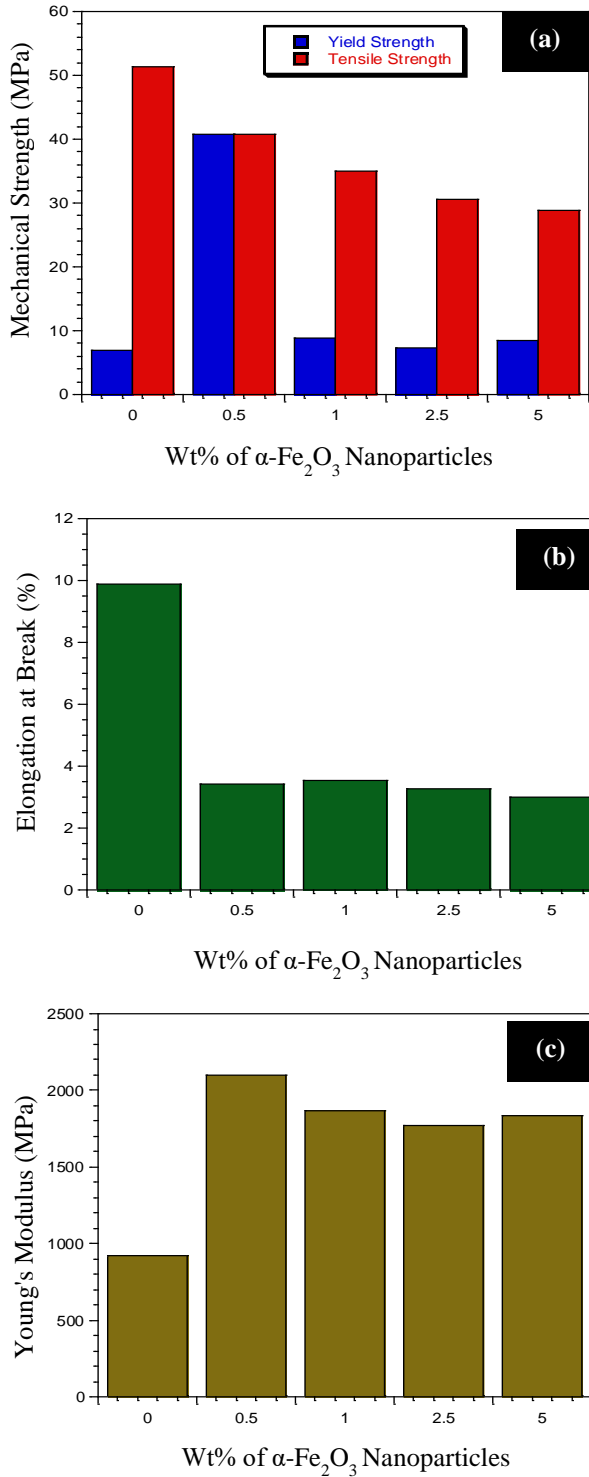 60
50
40
30
20
10
0
Mechanical Strength (MPa)
Yield Strength
Tensile Strength
(a)
0 0.5 1 2.5 5
Wt% of α-Fe₂O₃ Nanoparticles
12
10
8
6
4
2
0
Elongation at Break (%)
(b)
0 0.5 1 2.5 5
Wt% of α-Fe₂O₃ Nanoparticles
2500
2000
1500
1000
500
0
Young's Modulus (MPa)
(c)
0 0.5 1 2.5 5
Wt% of α-Fe₂O₃ Nanoparticles